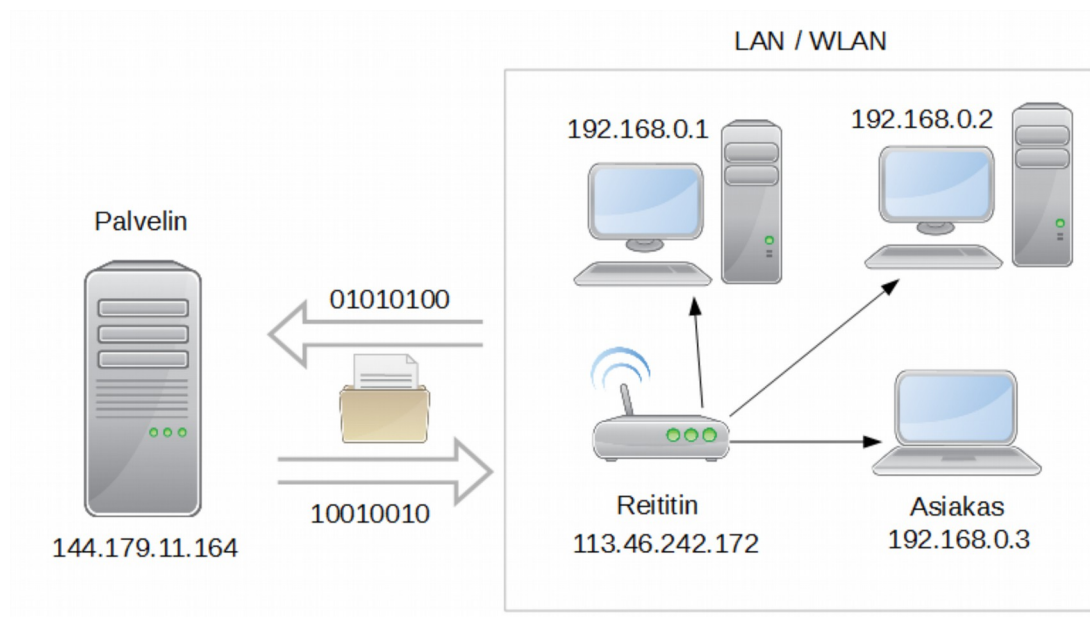 LAN / WLAN
192.168.0.1
192.168.0.2
Palvelin
01010100
10010010
144.179.11.164
Reititin
113.46.242.172
Asiakas
192.168.0.3